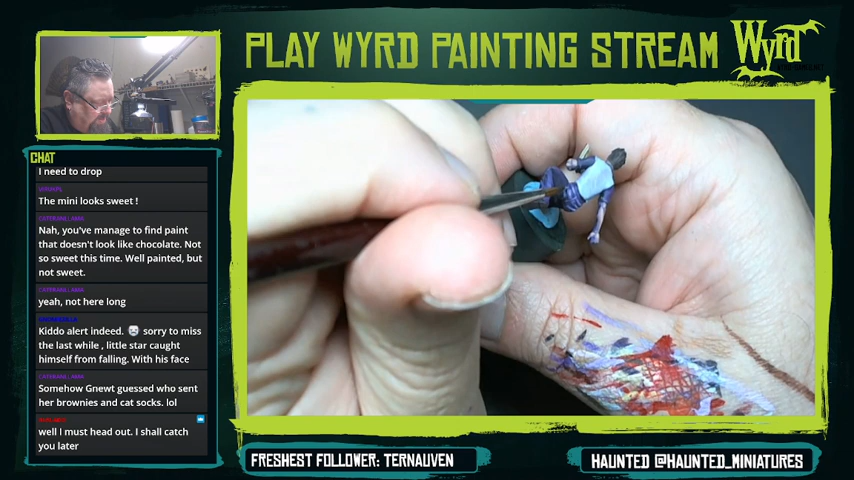 PLAY WYRD PAINTING STREAM
Wyrd
CHAT
I need to drop
The mini looks sweet !
Nah, you've manage to find paint
that doesn't look like chocolate. Not
so sweet this time. Well painted, but
not sweet.
yeah, not here long
Kiddo alert indeed. sorry to miss
the last while , little star caught
himself from falling. With his face
Somehow Gnewt guessed who sent
her brownies and cat socks. lol
well I must head out. I shall catch
you later
FRESHEST FOLLOWER: TERNAUVEN
HAUNTED @HAUNTED_MINIATURES